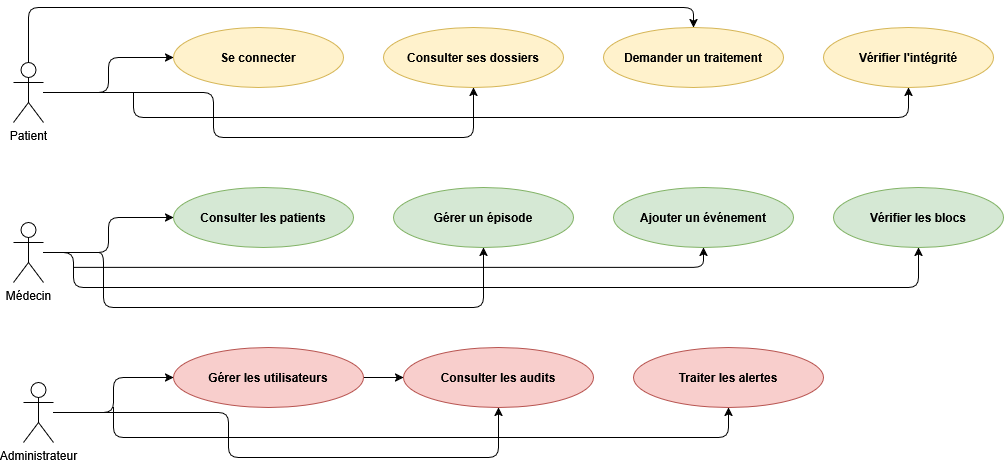 Se connecter
Consulter ses dossiers
Demander un traitement
Vérifier l'intégrité
Patient
Consulter les patients
Gérer un épisode
Ajouter un événement
Vérifier les blocs
Médecin
Gérer les utilisateurs
Consulter les audits
Traiter les alertes
Administrateur